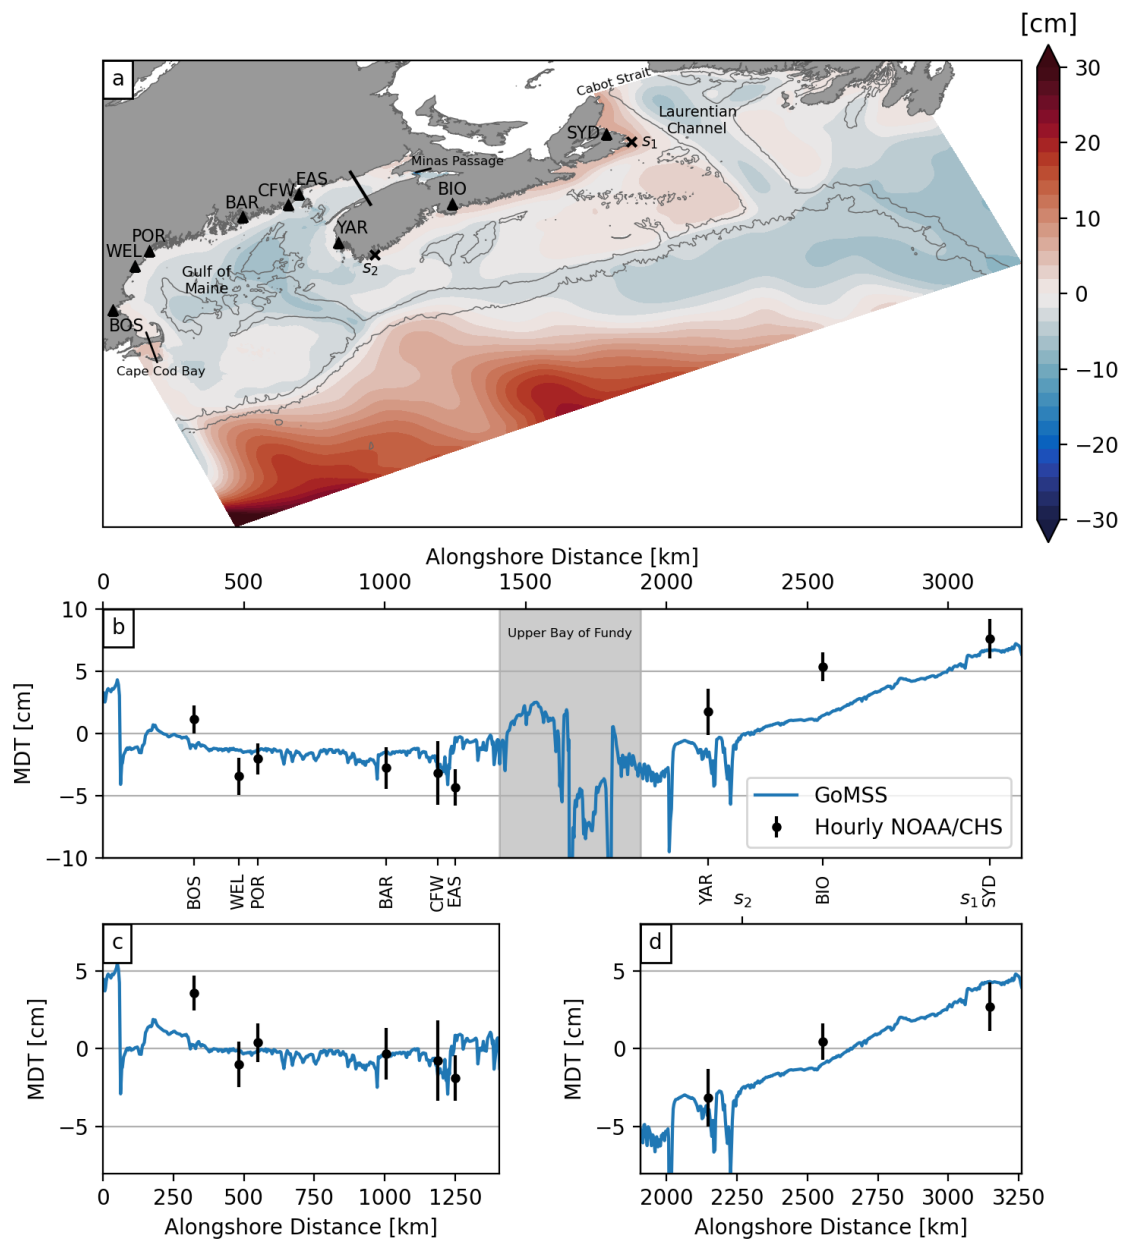 [cm]
a
Cabot Strait
Laurentian
Channel
SYD
s1
Minas Passage
EAS
CFW
BAR
BIO
YAR
s2
POR
WEL
Gulf of
Maine
BOS
Cape Cod Bay
30
20
10
0
−10
−20
−30
Alongshore Distance [km]
0 500 1000 1500 2000 2500 3000
b
Upper Bay of Fundy
MDT [cm]
10
5
0
−5
−10
GoMSS
Hourly NOAA/CHS
BOS WEL POR BAR CFW EAS YAR s2 BIO s1 SYD
c
MDT [cm]
5
0
−5
0 250 500 750 1000 1250
Alongshore Distance [km]
d
MDT [cm]
5
0
−5
2000 2250 2500 2750 3000 3250
Alongshore Distance [km]